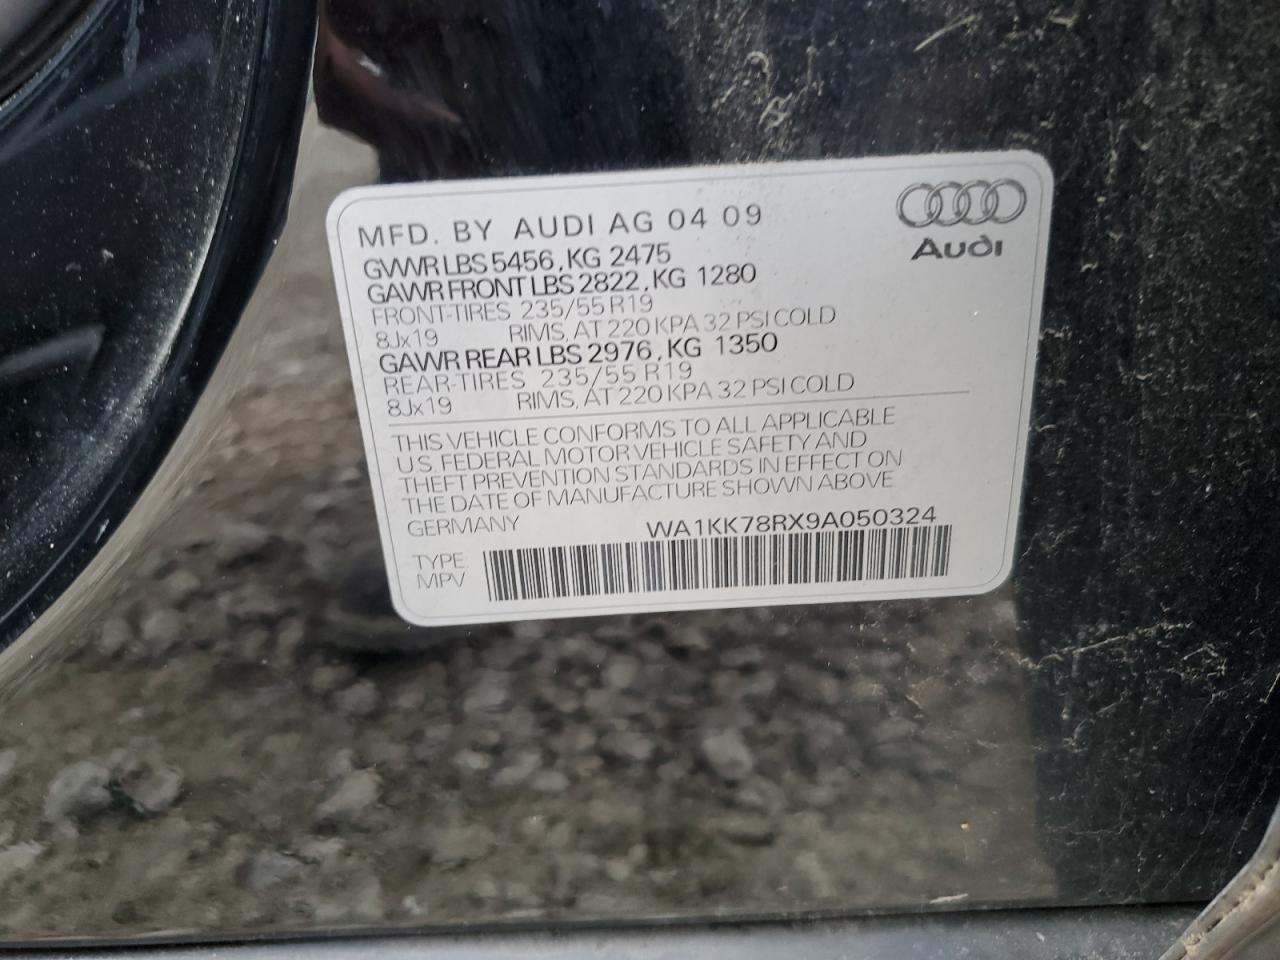 MFD. BY AUDI AG 04 09
Audi
GVWR LBS 5456, KG 2475
GAWR FRONT LBS 2822, KG 1280
FRONT-TIRES 235/55 R19
8Jx19 RIMS, AT 220 KPA 32 PSI COLD
GAWR REAR LBS 2976, KG 1350
REAR-TIRES 235/55 R19
8Jx19 RIMS, AT 220 KPA 32 PSI COLD
THIS VEHICLE CONFORMS TO ALL APPLICABLE
U.S. FEDERAL MOTOR VEHICLE SAFETY AND
THEFT PREVENTION STANDARDS IN EFFECT ON
THE DATE OF MANUFACTURE SHOWN ABOVE
GERMANY WA1KK78RX9A050324
TYPE
MPV